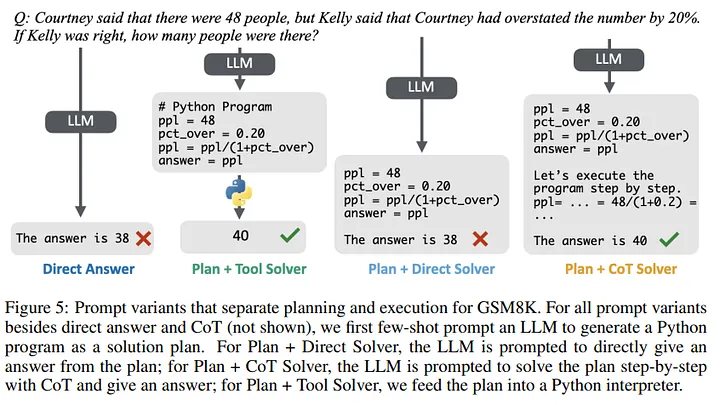 Q: Courtney said that there were 48 people, but Kelly said that Courtney had overstated the number by 20%.
If Kelly was right, how many people were there?
LLM
The answer is 38
Direct Answer
LLM
# Python Program
ppl = 48
pct_over = 0.20
ppl = ppl/(1+pct_over)
answer = ppl
40
Plan + Tool Solver
LLM
ppl = 48
pct_over = 0.20
ppl = ppl/(1+pct_over)
answer = ppl
The answer is 38
Plan + Direct Solver
LLM
ppl = 48
pct_over = 0.20
ppl = ppl/(1+pct_over)
answer = ppl
Let's execute the
program step by step.
ppl= ... = 48/(1+0.2) =
...
The answer is 40
Plan + CoT Solver
Figure 5: Prompt variants that separate planning and execution for GSM8K. For all prompt variants
besides direct answer and CoT (not shown), we first few-shot prompt an LLM to generate a Python
program as a solution plan. For Plan + Direct Solver, the LLM is prompted to directly give an
answer from the plan; for Plan + CoT Solver, the LLM is prompted to solve the plan step-by-step
with CoT and give an answer; for Plan + Tool Solver, we feed the plan into a Python interpreter.